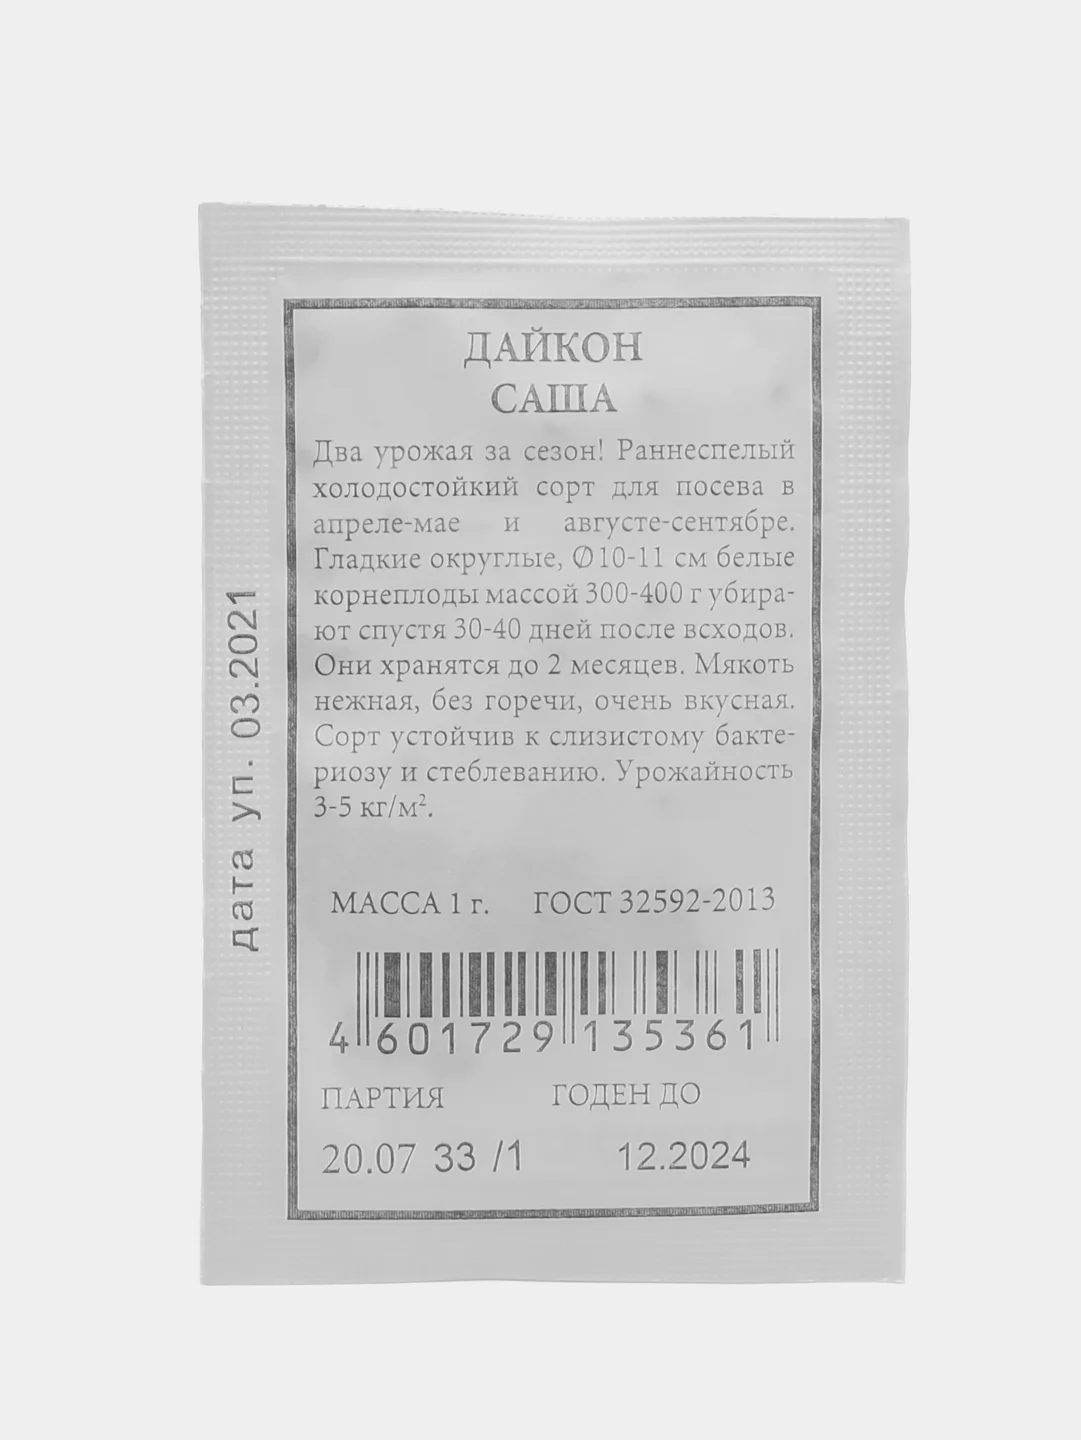 ДАЙКОН
САША
Два урожая за сезон! Раннеспелый
холодостойкий сорт для посева в
апреле-мае и августе-сентябре.
Гладкие округлые, Ø10-11 см белые
корнеплоды массой 300-400 г убира-
ют спустя 30-40 дней после всходов.
Они хранятся до 2 месяцев. Мякоть
нежная, без горечи, очень вкусная.
Сорт устойчив к слизистому бакте-
риозу и стеблеванию. Урожайность
3-5 кг/м².
МАССА 1 г. ГОСТ 32592-2013
4 601729 135361
ПАРТИЯ ГОДЕН ДО
20.07 33 /1 12.2024
дата уп. 03.2021